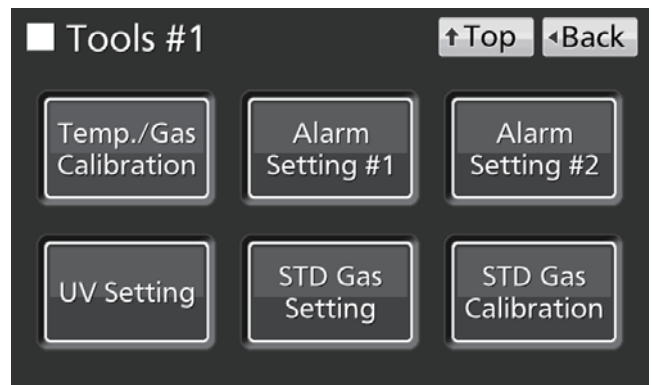 Tools #1
Top
Back
Temp./Gas
Calibration
Alarm
Setting #1
Alarm
Setting #2
UV Setting
STD Gas
Setting
STD Gas
Calibration